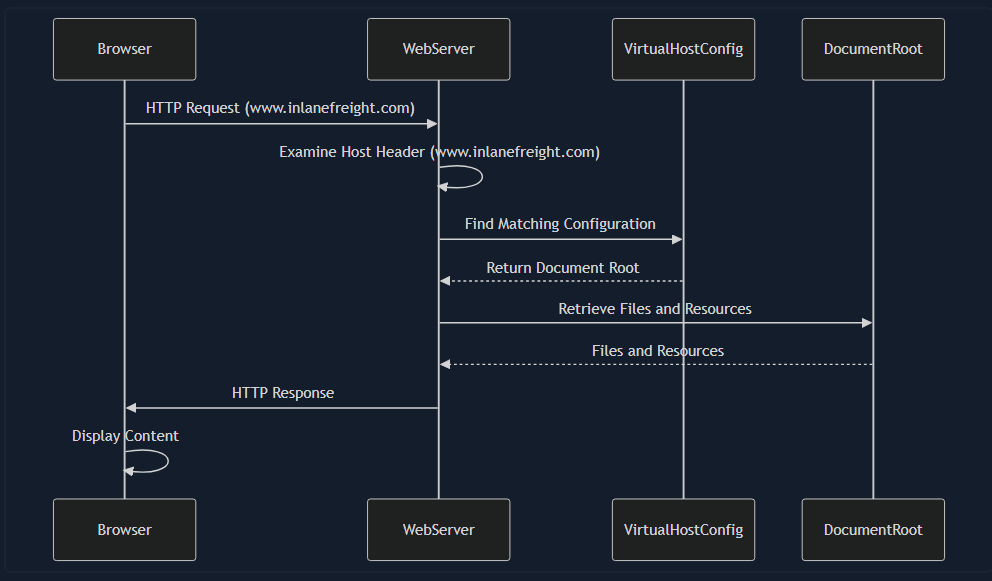 Browser
WebServer
VirtualHostConfig
DocumentRoot
HTTP Request (www.inlanefreight.com)
Examine Host Header (www.inlanefreight.com)
Find Matching Configuration
Return Document Root
Retrieve Files and Resources
Files and Resources
HTTP Response
Display Content
Browser
WebServer
VirtualHostConfig
DocumentRoot